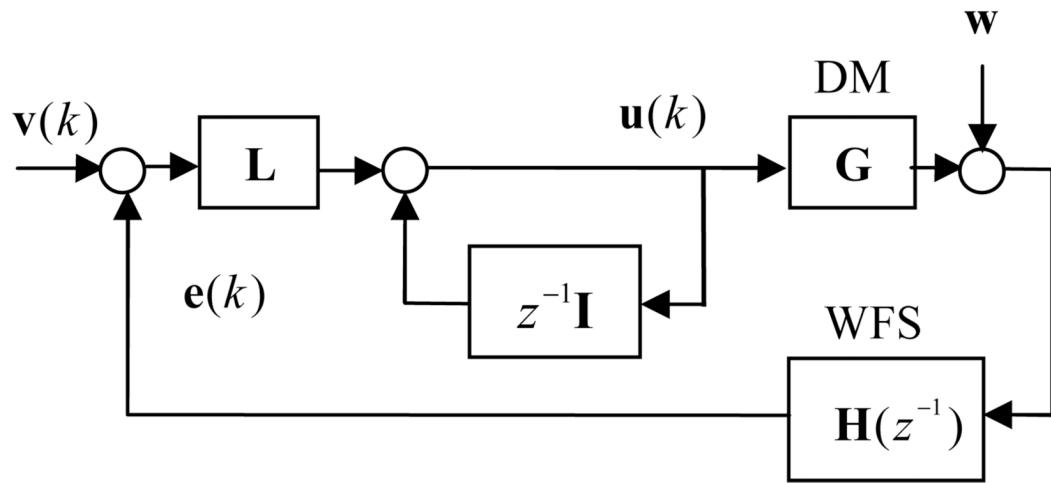 w
DM
v(k)
u(k)
L
G
e(k)
z⁻¹I
WFS
H(z⁻¹)